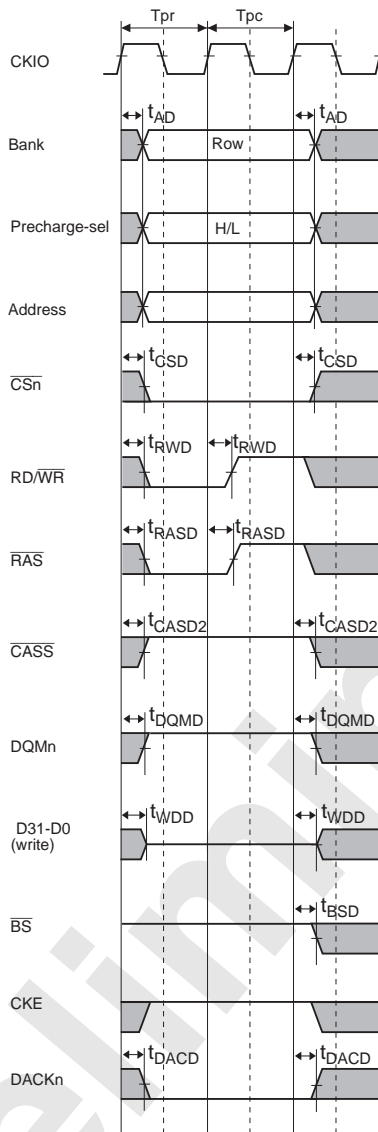 Tpr Tpc
CKIO
tAD tAD
Bank Row
Precharge-sel H/L
Address
tCSD tCSD
CSn
tRWD tRWD
RD/WR
tRASD tRASD
RAS
tCASD2 tCASD2
CASS
tDQMD tDQMD
DQMn
tWDD tWDD
D31-D0
(write)
tBSD
BS
CKE
tDACD tDACD
DACKn
elimin